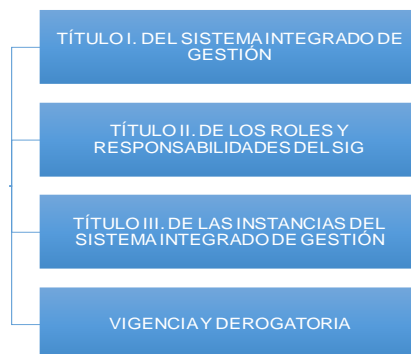 TÍTULO I. DEL SISTEMA INTEGRADO DE
GESTIÓN
TÍTULO II. DE LOS ROLES Y
RESPONSABILIDADES DEL SIG
TÍTULO III. DE LAS INSTANCIAS DEL
SISTEMA INTEGRADO DE GESTIÓN
VIGENCIA Y DEROGATORIA